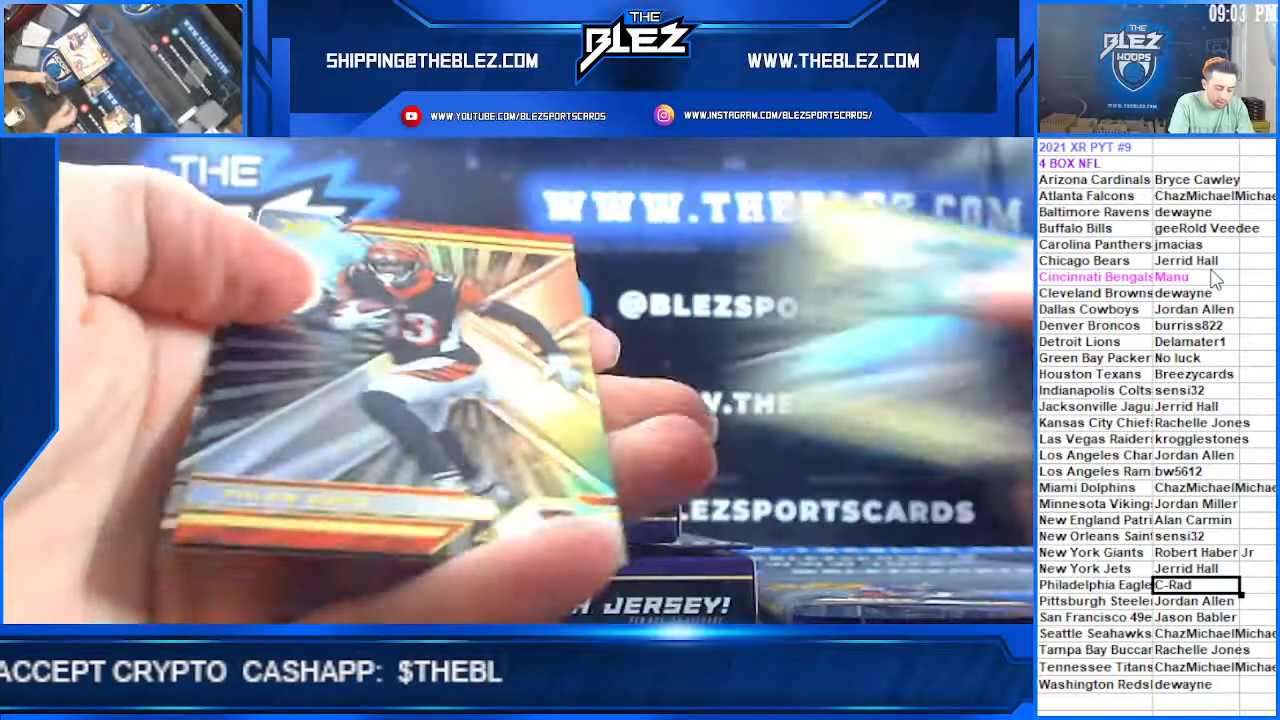 09:03 PM
THE
BLEZ
SHIPPING@THEBLEZ.COM
WWW.THEBLEZ.COM
WWW.YOUTUBE.COM/BLEZSPORTSCARDS
WWW.INSTAGRAM.COM/BLEZSPORTSCARDS/
THE
BLEZ
HOOPS
THE
WWW.THEBLEZ.COM
@BLEZSPO
W.THE
LEZSPORTSCARDS
JERSEY!
ACCEPT CRYPTO CASHAPP: $THEBL
2021 XR PYT #9
4 BOX NFL
Arizona Cardinals Bryce Cawley
Atlanta Falcons ChazMichaelMichae
Baltimore Ravens dewayne
Buffalo Bills geeRold Veedee
Carolina Panthers jmacias
Chicago Bears Jerrid Hall
Cincinnati Bengals Manu
Cleveland Browns dewayne
Dallas Cowboys Jordan Allen
Denver Broncos burriss822
Detroit Lions Delamater1
Green Bay Packer No luck
Houston Texans Breezycards
Indianapolis Colts sensi32
Jacksonville Jagu Jerrid Hall
Kansas City Chief Rachelle Jones
Las Vegas Raider krogglestones
Los Angeles Char Jordan Allen
Los Angeles Ram bw5612
Miami Dolphins ChazMichaelMichae
Minnesota Viking Jordan Miller
New England Patri Alan Carmin
New Orleans Saint sensi32
New York Giants Robert Haber Jr
New York Jets Jerrid Hall
Philadelphia Eagle C-Rad
Pittsburgh Steele Jordan Allen
San Francisco 49e Jason Babler
Seattle Seahawks ChazMichaelMichae
Tampa Bay Buccar Rachelle Jones
Tennessee Titans ChazMichaelMichae
Washington Reds dewayne